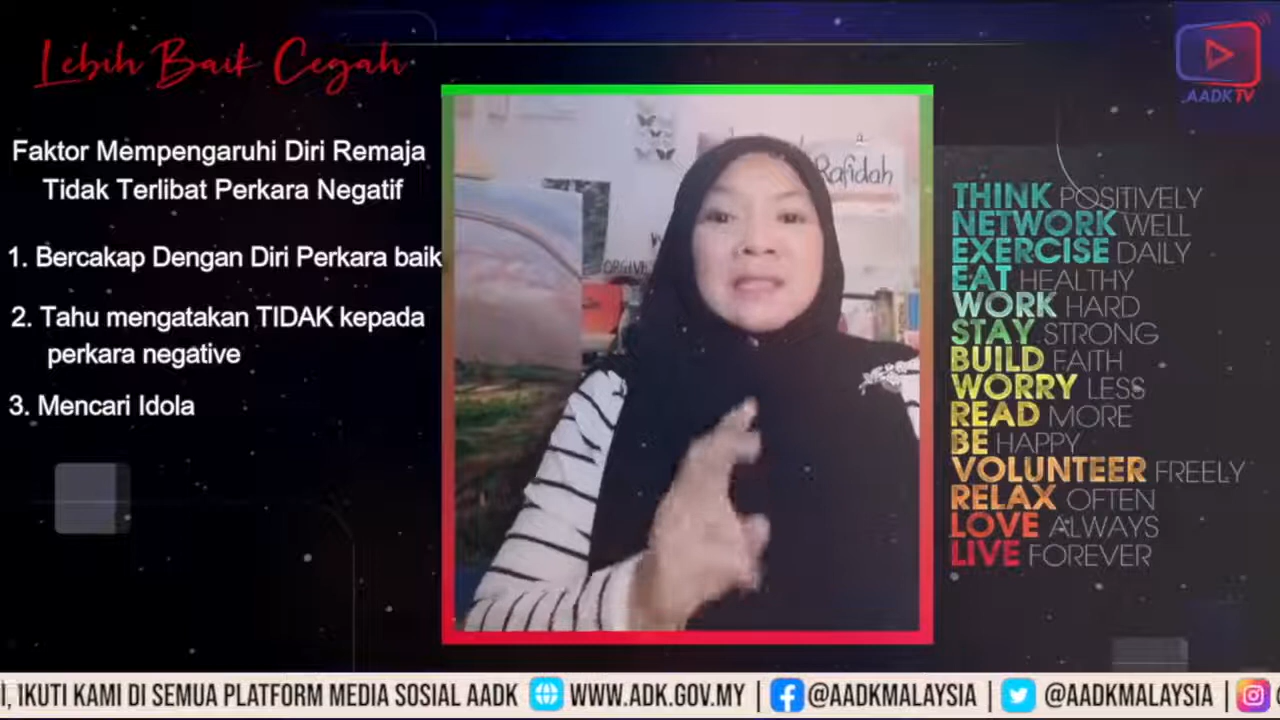 Lebih Baik Cegah
AADKTV
Faktor Mempengaruhi Diri Remaja
Tidak Terlibat Perkara Negatif
1. Bercakap Dengan Diri Perkara baik
2. Tahu mengatakan TIDAK kepada
perkara negative
3. Mencari Idola
Rafidah
THINK POSITIVELY
NETWORK WELL
EXERCISE DAILY
EAT HEALTHY
WORK HARD
STAY STRONG
BUILD FAITH
WORRY LESS
READ MORE
BE HAPPY
VOLUNTEER FREELY
RELAX OFTEN
LOVE ALWAYS
LIVE FOREVER
IKUTI KAMI DI SEMUA PLATFORM MEDIA SOSIAL AADK WWW.ADK.GOV.MY | @AADKMALAYSIA | @AADKMALAYSIA |